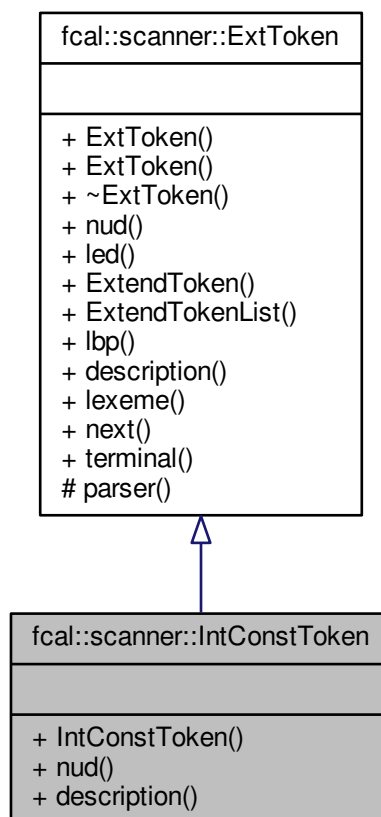 fcal::scanner::ExtToken
+ ExtToken()
+ ExtToken()
+ ~ExtToken()
+ nud()
+ led()
+ ExtendToken()
+ ExtendTokenList()
+ lbp()
+ description()
+ lexeme()
+ next()
+ terminal()
# parser()
fcal::scanner::IntConstToken
+ IntConstToken()
+ nud()
+ description()